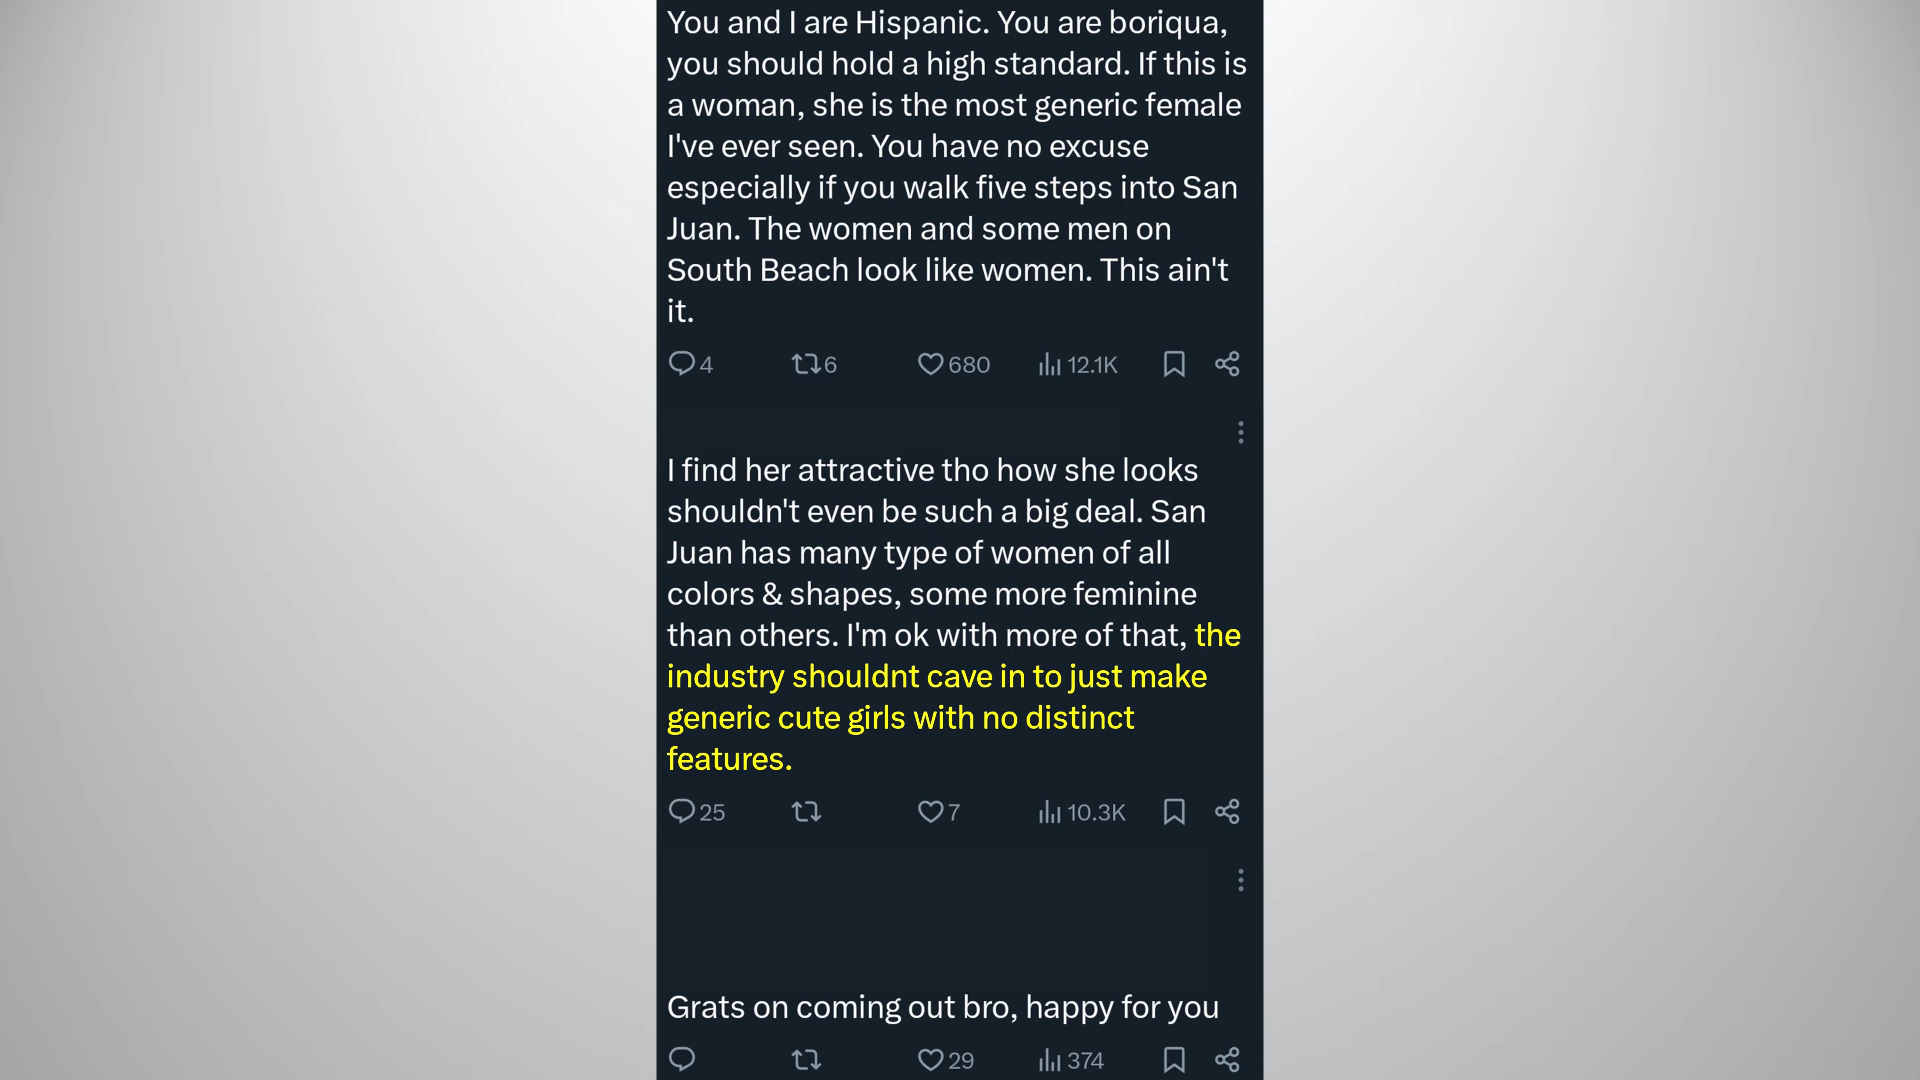 You and I are Hispanic. You are boriqua,
you should hold a high standard. If this is
a woman, she is the most generic female
I've ever seen. You have no excuse
especially if you walk five steps into San
Juan. The women and some men on
South Beach look like women. This ain't
it.
4 6 680 12.1K
I find her attractive tho how she looks
shouldn't even be such a big deal. San
Juan has many type of women of all
colors & shapes, some more feminine
than others. I'm ok with more of that, the
industry shouldnt cave in to just make
generic cute girls with no distinct
features.
25 7 10.3K
Grats on coming out bro, happy for you
29 374